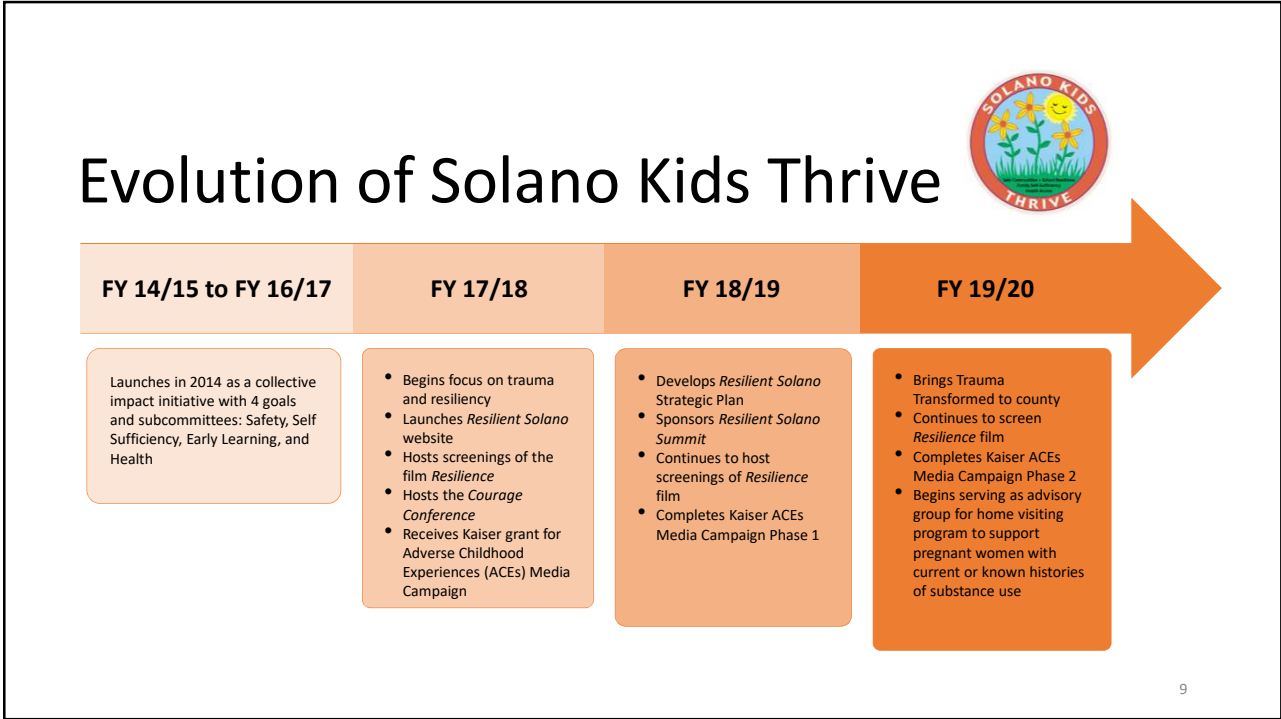 SOLANO KIDS
THRIVE
Evolution of Solano Kids Thrive
FY 14/15 to FY 16/17
FY 17/18
FY 18/19
FY 19/20
Launches in 2014 as a collective
impact initiative with 4 goals
and subcommittees: Safety, Self
Sufficiency, Early Learning, and
Health
• Begins focus on trauma
and resiliency
• Launches Resilient Solano
website
• Hosts screenings of the
film Resilience
• Hosts the Courage
Conference
• Receives Kaiser grant for
Adverse Childhood
Experiences (ACEs) Media
Campaign
• Develops Resilient Solano
Strategic Plan
• Sponsors Resilient Solano
Summit
• Continues to host
screenings of Resilience
film
• Completes Kaiser ACEs
Media Campaign Phase 1
• Brings Trauma
Transformed to county
• Continues to screen
Resilience film
• Completes Kaiser ACEs
Media Campaign Phase 2
• Begins serving as advisory
group for home visiting
program to support
pregnant women with
current or known histories
of substance use
9